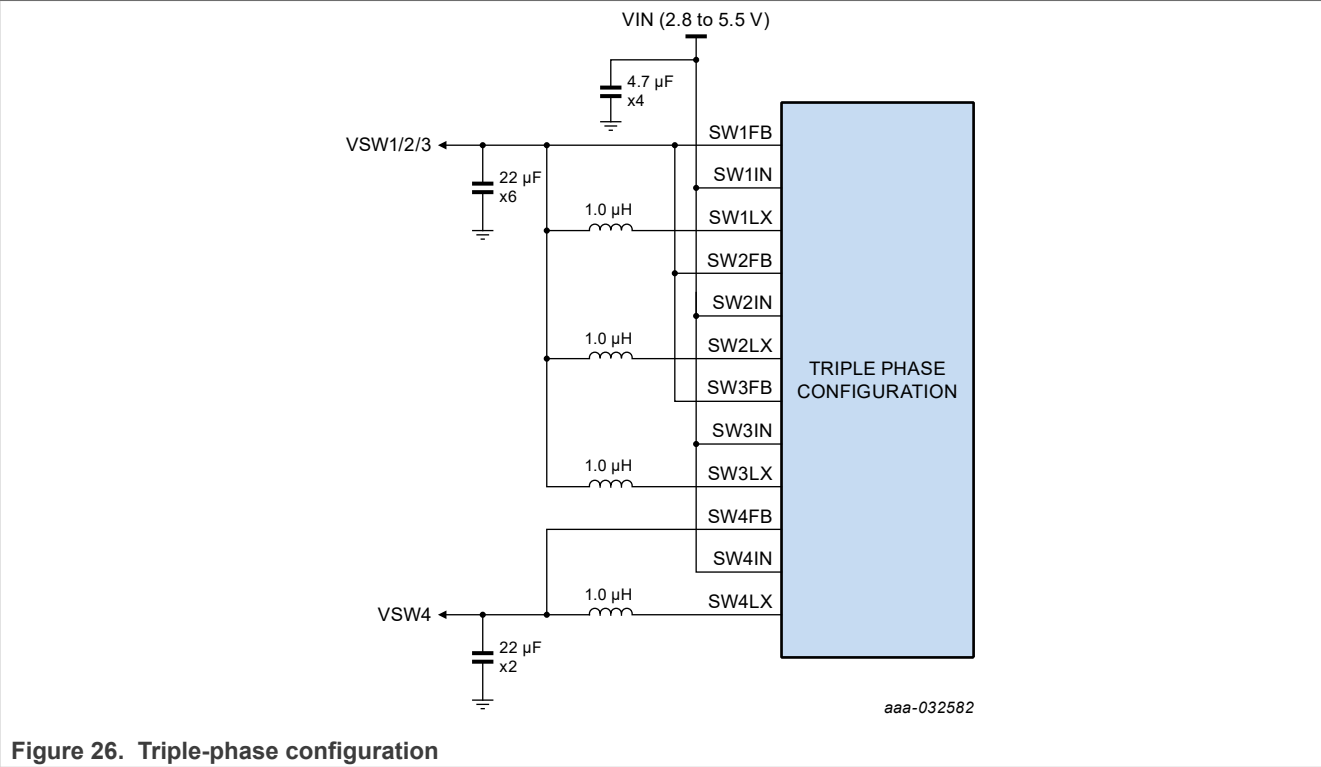 VIN (2.8 to 5.5 V)
4.7 µF
x4
VSW1/2/3
22 µF
x6
SW1FB
SW1IN
1.0 µH
SW1LX
SW2FB
SW2IN
1.0 µH
SW2LX
TRIPLE PHASE
CONFIGURATION
SW3FB
SW3IN
1.0 µH
SW3LX
SW4FB
SW4IN
1.0 µH
SW4LX
VSW4
22 µF
x2
aaa-032582
Figure 26. Triple-phase configuration